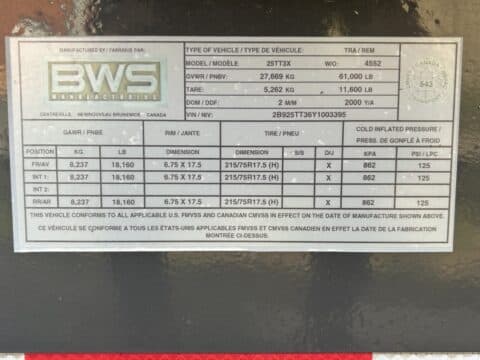 MANUFACTURED BY / FABRIQUÉ PAR:
BWS
MANUFACTURING
CENTREVILLE, NEW/NOUVEAU BRUNSWICK, CANADA
TYPE OF VEHICLE / TYPE DE VÉHICULE: TRA / REM
MODEL / MODÈLE: 25TT3X W/O: 4552
GVWR / PNBV: 27,669 KG 61,000 LB
TARE: 5,262 KG 11,600 LB
DOM / DDF: 2 M/M 2000 Y/A
VIN / NIV: 2B925TT36Y1003395
CANADA
543
GAWR / PNBE RIM / JANTE TIRE / PNEU COLD INFLATED PRESSURE / PRESS. DE GONFLÉ À FROID
POSITION KG. LB DIMENSION DIMENSION S/S D/J KPA PSI / LPC
FR/AV 8,237 18,160 6.75 X 17.5 215/75R17.5 (H) X 862 125
INT 1: 8,237 18,160 6.75 X 17.5 215/75R17.5 (H) X 862 125
INT 2:
RR/AR 8,237 18,160 6.75 X 17.5 215/75R17.5 (H) X 862 125
THIS VEHICLE CONFORMS TO ALL APPLICABLE U.S. FMVSS AND CANADIAN CMVSS IN EFFECT ON THE DATE OF MANUFACTURE SHOWN ABOVE.
CE VÉHICULE SE CONFORME A TOUS LES ÉTATS-UNIS APPLICABLES FMVSS ET CMVSS CANADIEN EN EFFET LA DATE DE LA FABRICATION
MONTRÉE CI-DESSUS.